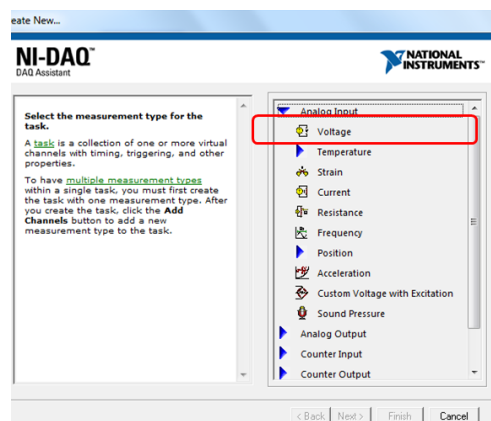 eate New...
NI-DAQ™
DAQ Assistant
NATIONAL
INSTRUMENTS™
Select the measurement type for the
task.
A task is a collection of one or more virtual
channels with timing, triggering, and other
properties.
To have multiple measurement types
within a single task, you must first create
the task with one measurement type. After
you create the task, click the Add
Channels button to add a new
measurement type to the task.
Analog Input
Voltage
Temperature
Strain
Current
Resistance
Frequency
Position
Acceleration
Custom Voltage with Excitation
Sound Pressure
Analog Output
Counter Input
Counter Output
< Back Next > Finish Cancel